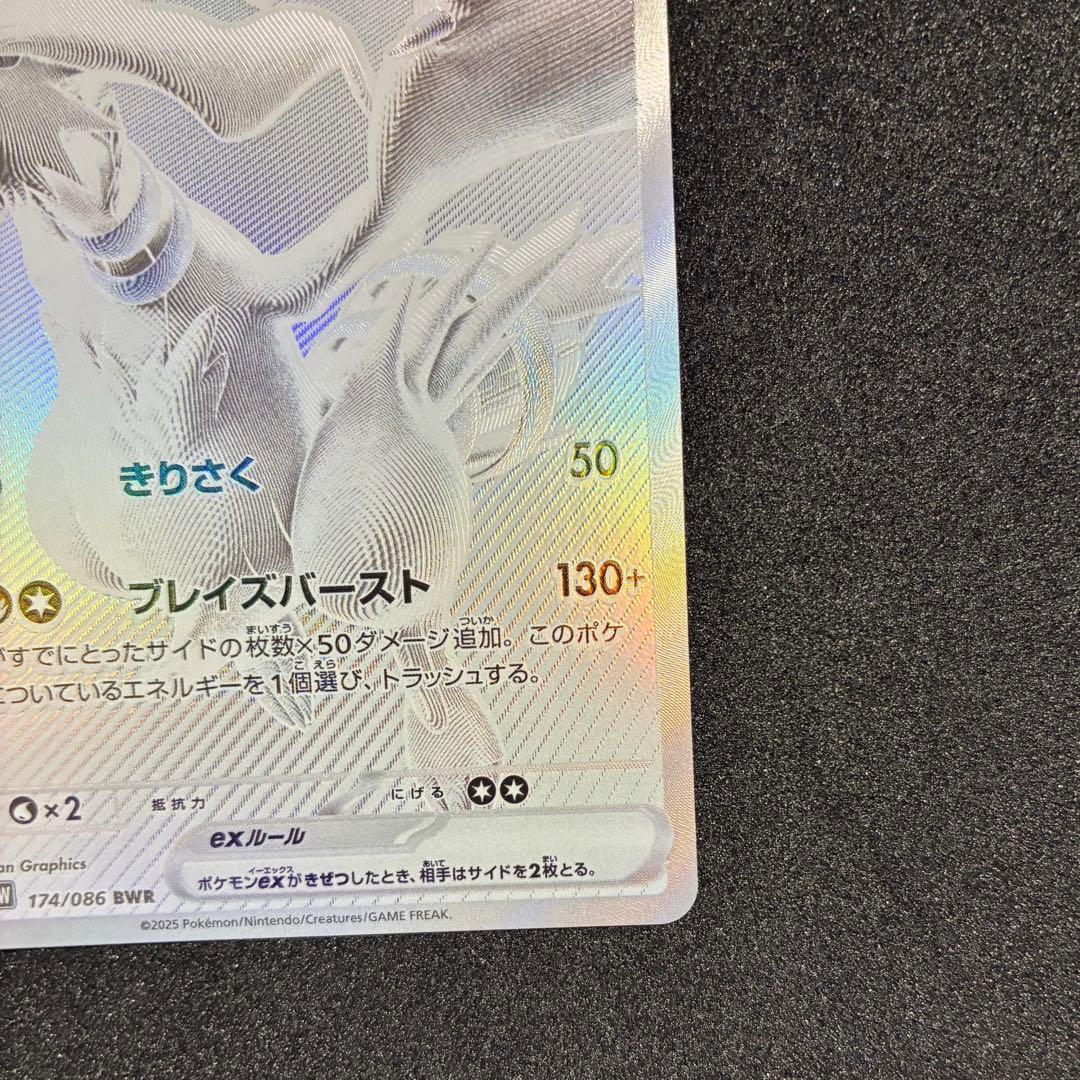 きりさく 50
ブレイズバースト 130+
がすでにとったサイドの枚数×50ダメージ追加。このポケ
についているエネルギーを1個選び、トラッシュする。
×2 抵抗力 にげる
exルール
ポケモンexがきぜつしたとき、相手はサイドを2枚とる。
an Graphics
174/086 BWR
©2025 Pokémon/Nintendo/Creatures/GAME FREAK.